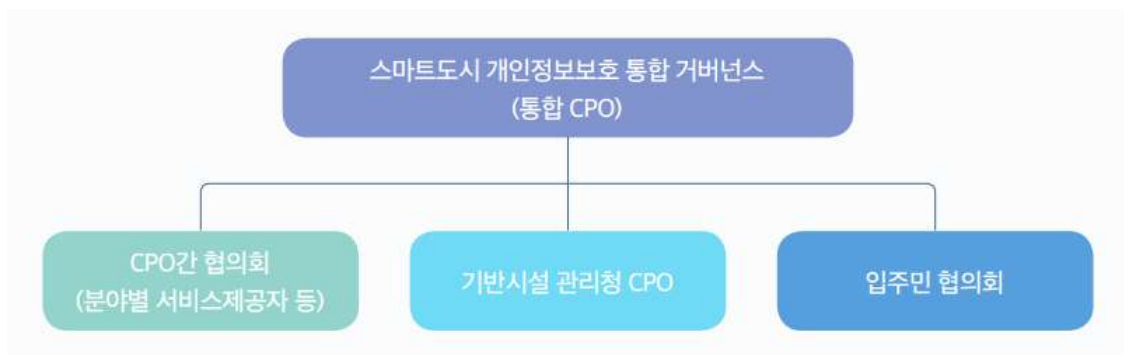 스마트도시 개인정보보호 통합 거버넌스
(통합 CPO)
CPO간 협의회
(분야별 서비스제공자 등)
기반시설 관리청 CPO
입주민 협의회